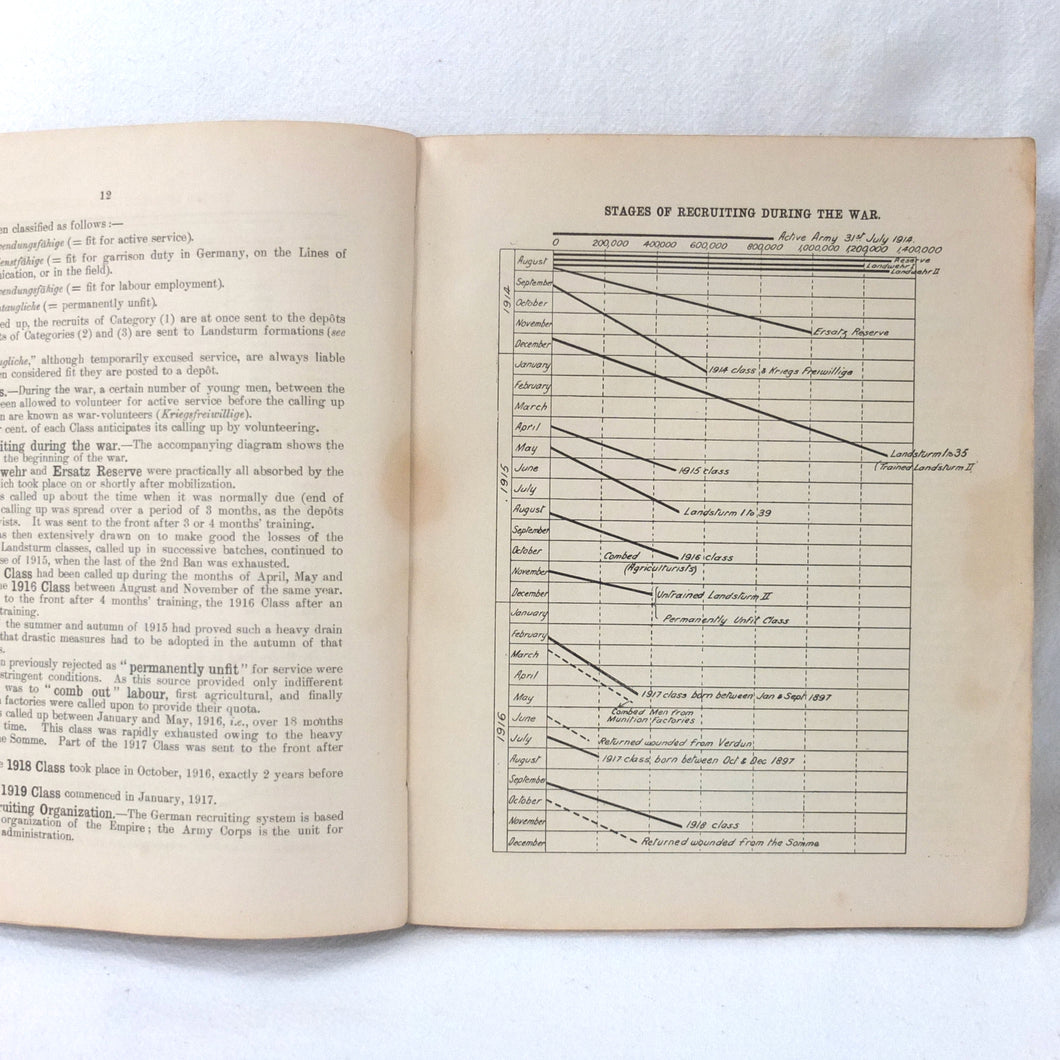 12
en classified as follows :—
endungsfähige (= fit for active service).
enstfähige (= fit for garrison duty in Germany, on the Lines of
ication, or in the field).
endungsfähige (= fit for labour employment).
taugliche (= permanently unfit).
ed up, the recruits of Category (1) are at once sent to the depôts
ts of Categories (2) and (3) are sent to Landsturm formations (see
ugliche," although temporarily excused service, are always liable
en considered fit they are posted to a depôt.
s.—During the war, a certain number of young men, between the
een allowed to volunteer for active service before the calling up
n are known as war-volunteers (Kriegsfreiwillige).
cent. of each Class anticipates its calling up by volunteering.
iting during the war.—The accompanying diagram shows the
the beginning of the war.
wehr and Ersatz Reserve were practically all absorbed by the
ich took place on or shortly after mobilization.
s called up about the time when it was normally due (end of
calling up was spread over a period of 3 months, as the depôts
ists. It was sent to the front after 3 or 4 months' training.
as then extensively drawn on to make good the losses of the
Landsturm classes, called up in successive batches, continued to
se of 1915, when the last of the 2nd Ban was exhausted.
Class had been called up during the months of April, May and
e 1916 Class between August and November of the same year.
to the front after 4 months' training, the 1916 Class after an
training.
the summer and autumn of 1915 had proved such a heavy drain
that drastic measures had to be adopted in the autumn of that
s.
n previously rejected as "permanently unfit" for service were
stringent conditions. As this source provided only indifferent
was to "comb out" labour, first agricultural, and finally
factories were called upon to provide their quota.
s called up between January and May, 1916, i.e., over 18 months
time. This class was rapidly exhausted owing to the heavy
e Somme. Part of the 1917 Class was sent to the front after
e 1918 Class took place in October, 1916, exactly 2 years before
1919 Class commenced in January, 1917.
ruiting Organization.—The German recruiting system is based
organization of the Empire ; the Army Corps is the unit for
administration.
STAGES OF RECRUITING DURING THE WAR.
Active Army 31st July 1914.
0 200,000 400,000 600,000 800,000 1,000,000 1,200,000 1,400,000
1914
August
Reserve
Landwehr I
Landwehr II
September
October
November
Ersatz Reserve
December
1915
January
1914 class & Kriegs Freiwillige
February
March
April
May
Landsturm 1 to 35
(Trained Landsturm II
June
1915 class
July
August
Landsturm 1 to 39
September
October
Combed
(Agriculturists)
1916 class
November
December
Untrained Landsturm II
1916
January
Permanently Unfit Class
February
March
April
May
1917 class born between Jan & Sept 1897
Combed Men from
Munition Factories
June
July
Returned wounded from Verdun
August
1917 class, born between Oct & Dec 1897
September
October
November
1918 class
December
Returned wounded from the Somme